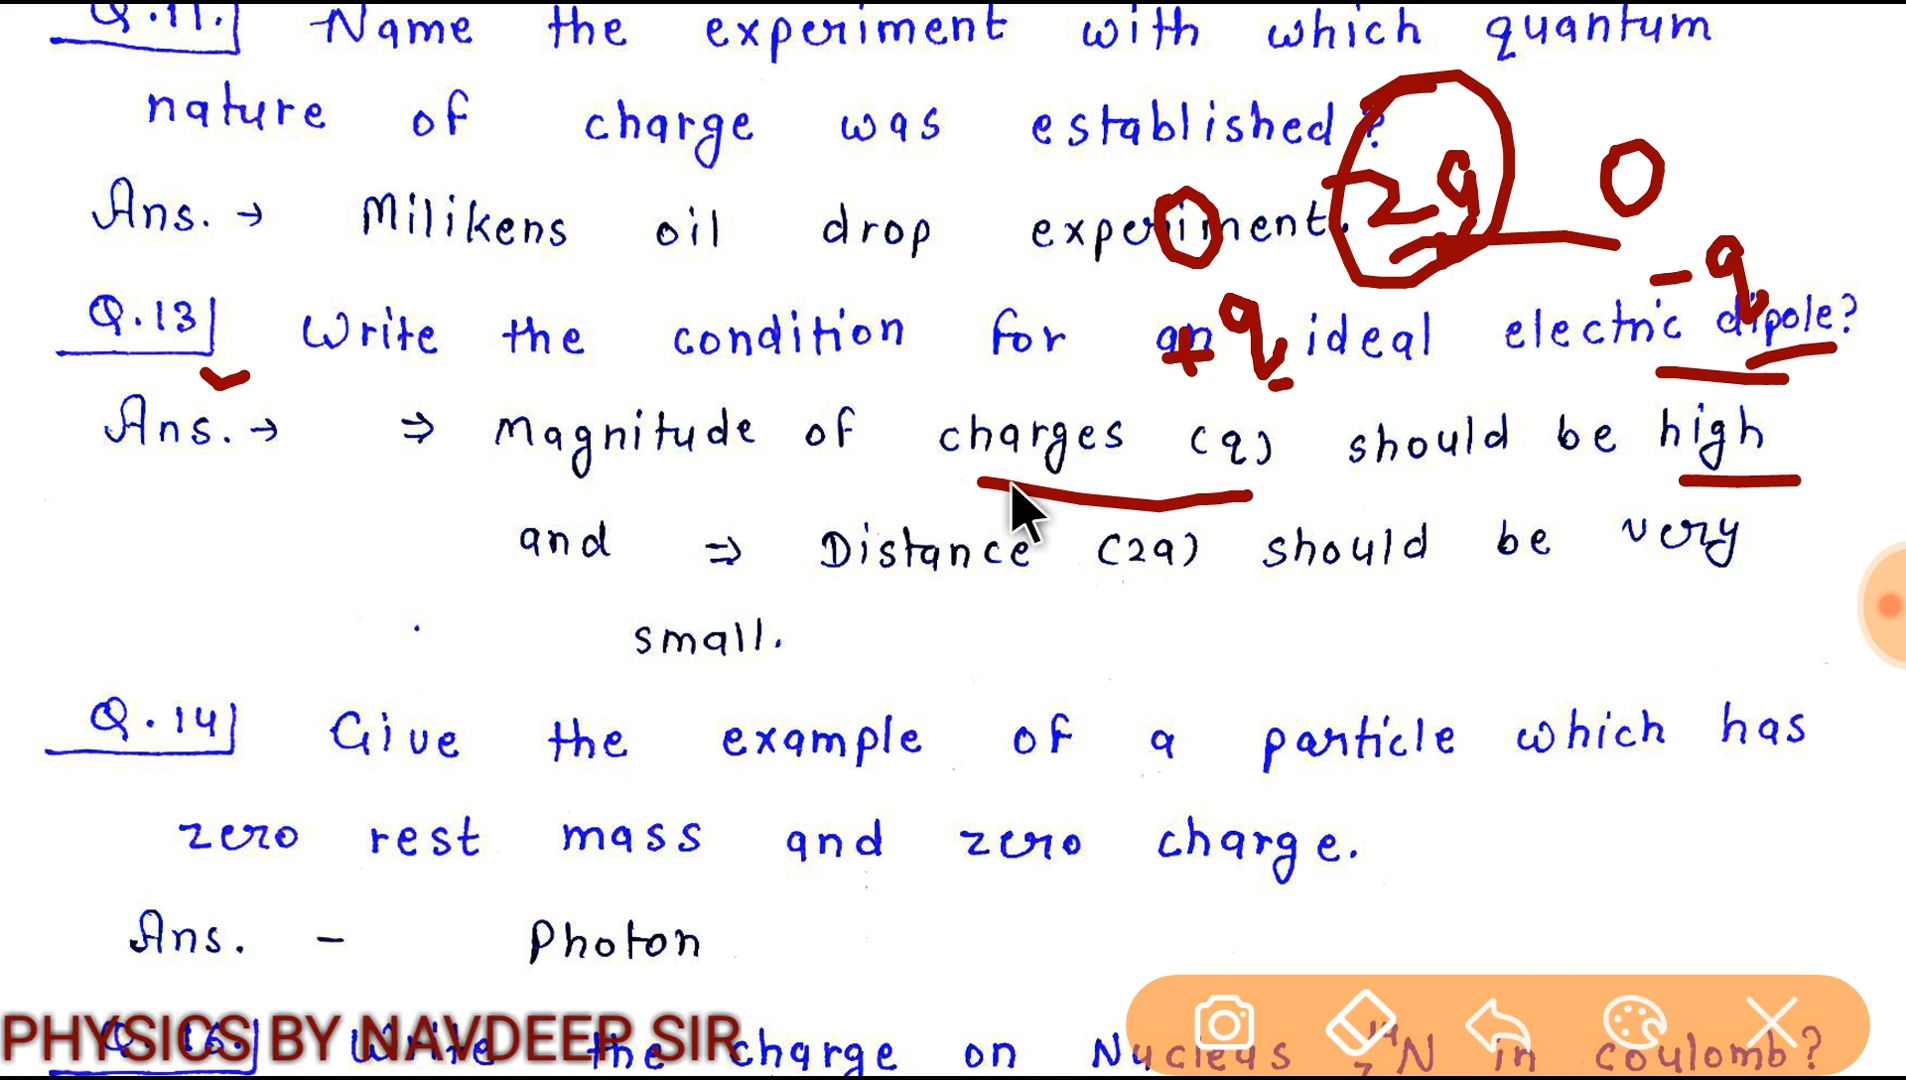 Q.11. Name the experiment with which quantum
nature of charge was established?
Ans. → Milikens oil drop experiment.
2a
-q
+q
Q.13 Write the condition for an ideal electric dipole?
Ans. → ⇒ Magnitude of charges (q) should be high
and ⇒ Distance (2a) should be very
small.
Q.14 Give the example of a particle which has
zero rest mass and zero charge.
Ans. - Photon
PHYSICS BY NAVDEEP SIR
Write the charge on Nucleus ¹⁴₇N in coulomb?